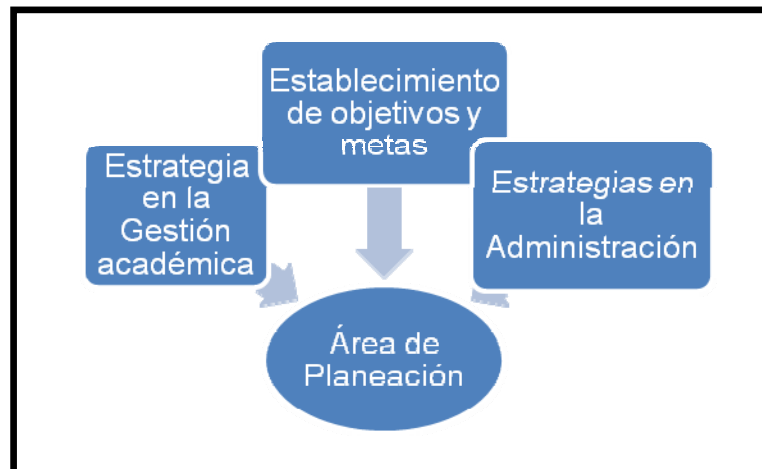 Establecimiento
de objetivos y
metas
Estrategia
en la
Gestión
académica
Estrategias en
la
Administración
Área de
Planeación